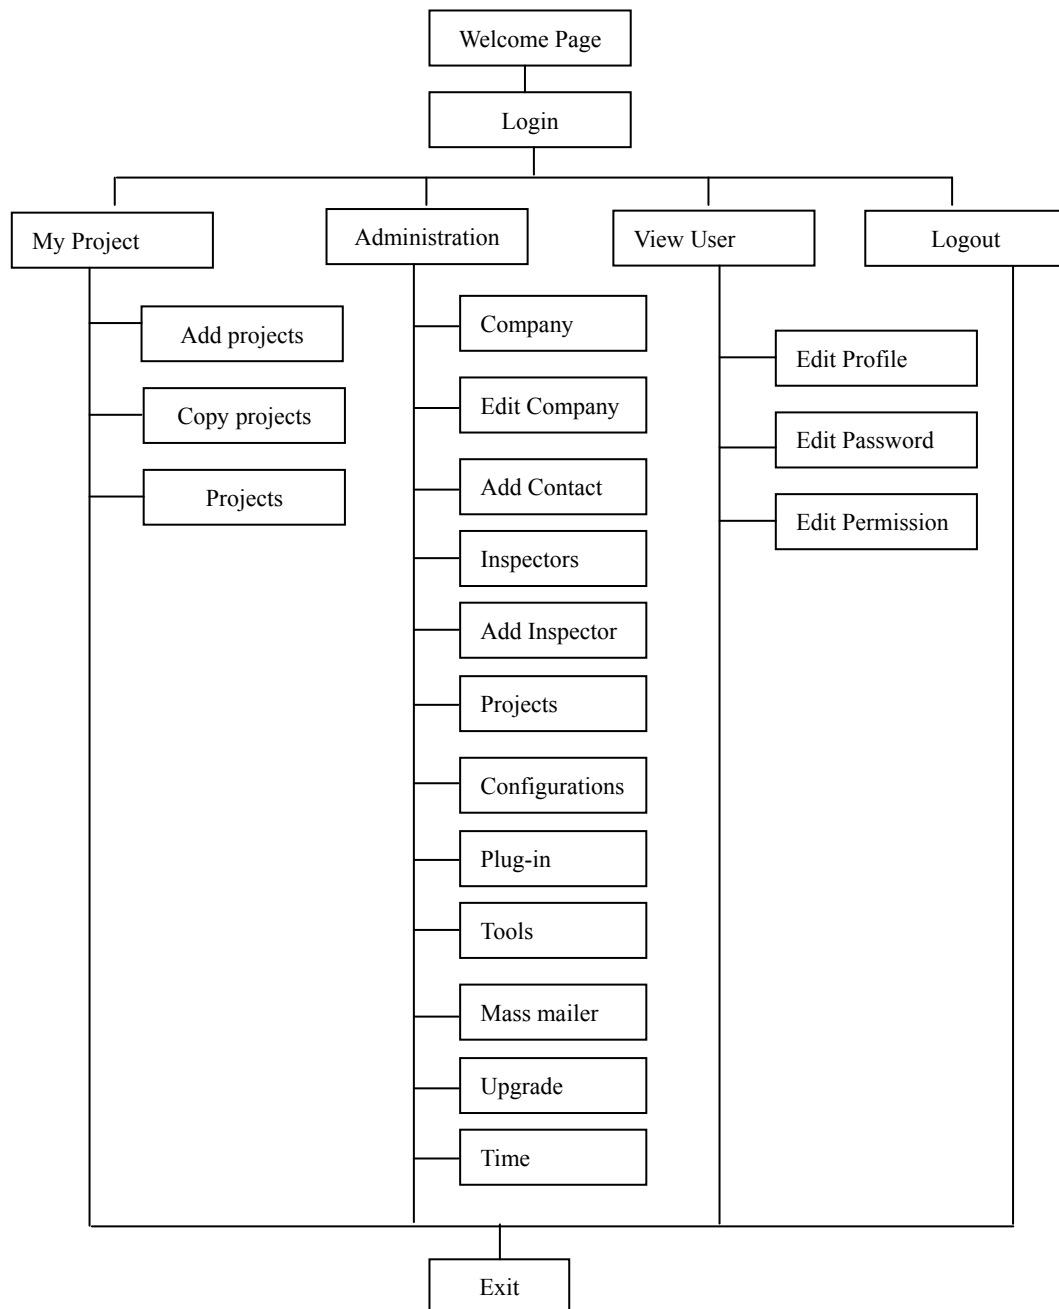 Welcome Page
Login
My Project
Administration
View User
Logout
Add projects
Copy projects
Projects
Company
Edit Company
Add Contact
Inspectors
Add Inspector
Projects
Configurations
Plug-in
Tools
Mass mailer
Upgrade
Time
Edit Profile
Edit Password
Edit Permission
Exit